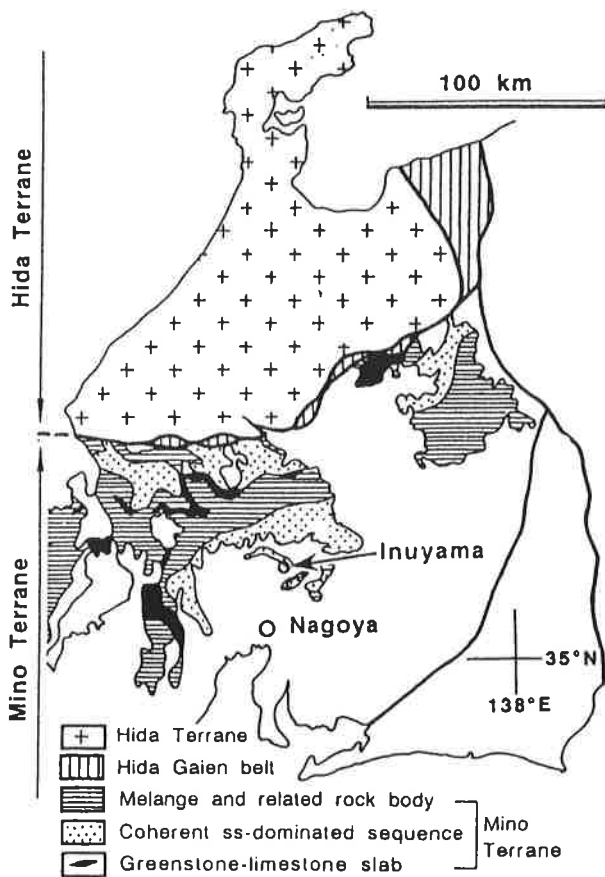 100 km
Hida Terrane
Mino Terrane
Inuyama
Nagoya
35°N
138°E
Hida Terrane
Hida Gaien belt
Melange and related rock body
Coherent ss-dominated sequence
Greenstone-limestone slab
Mino
Terrane